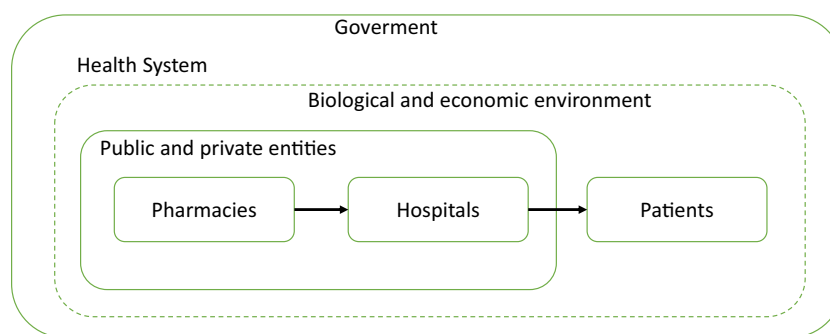 Goverment
Health System
Biological and economic environment
Public and private entities
Pharmacies
Hospitals
Patients